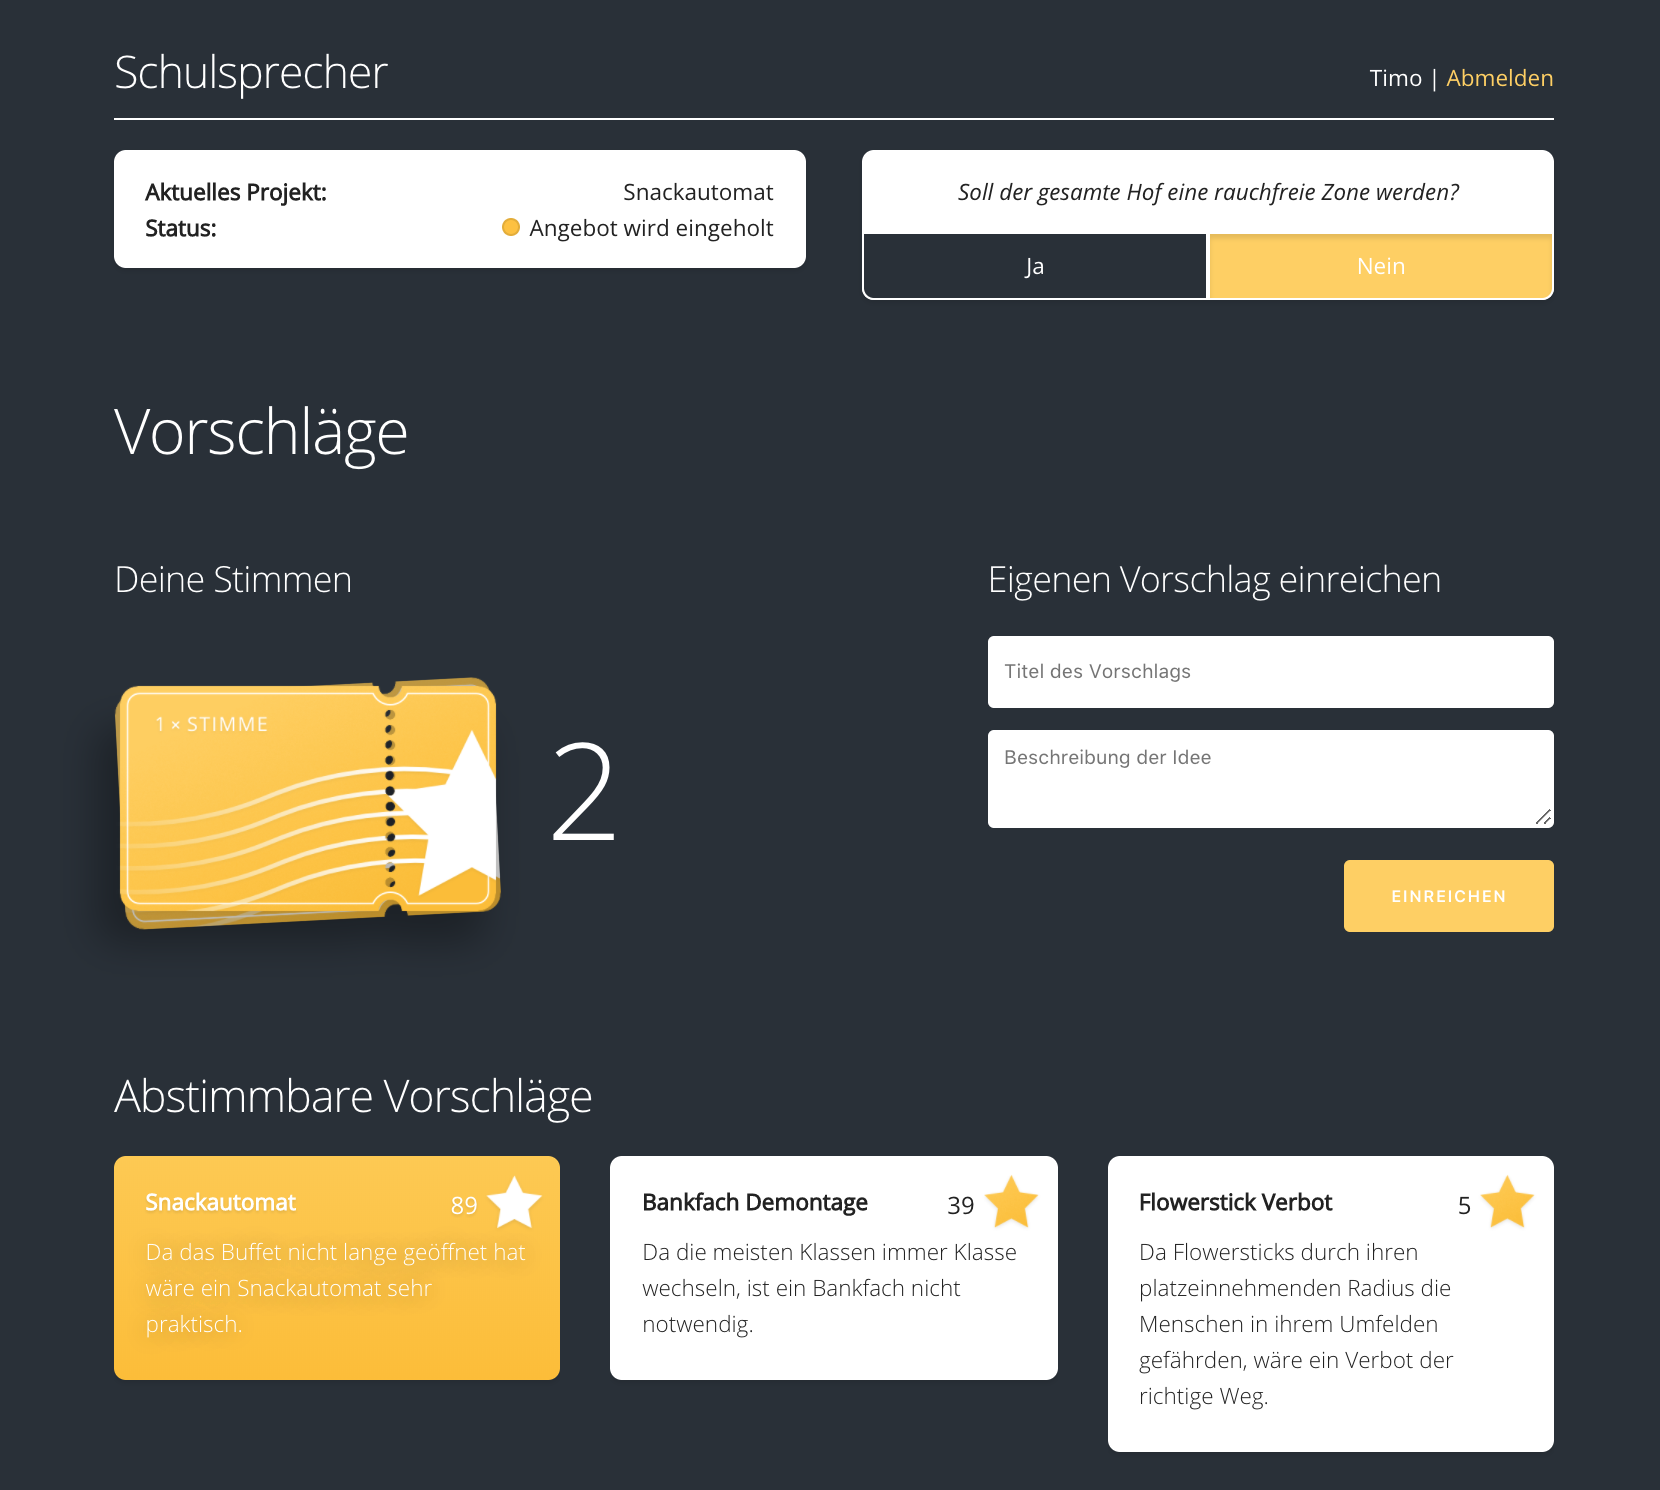 Schulsprecher
Timo | Abmelden
Aktuelles Projekt: Snackautomat
Status: Angebot wird eingeholt
Soll der gesamte Hof eine rauchfreie Zone werden?
Ja Nein
Vorschläge
Deine Stimmen
1 × STIMME
2
Eigenen Vorschlag einreichen
Titel des Vorschlags
Beschreibung der Idee
EINREICHEN
Abstimmbare Vorschläge
Snackautomat 89
Da das Buffet nicht lange geöffnet hat
wäre ein Snackautomat sehr
praktisch.
Bankfach Demontage 39
Da die meisten Klassen immer Klasse
wechseln, ist ein Bankfach nicht
notwendig.
Flowerstick Verbot 5
Da Flowersticks durch ihren
platzeinnehmenden Radius die
Menschen in ihrem Umfelden
gefährden, wäre ein Verbot der
richtige Weg.